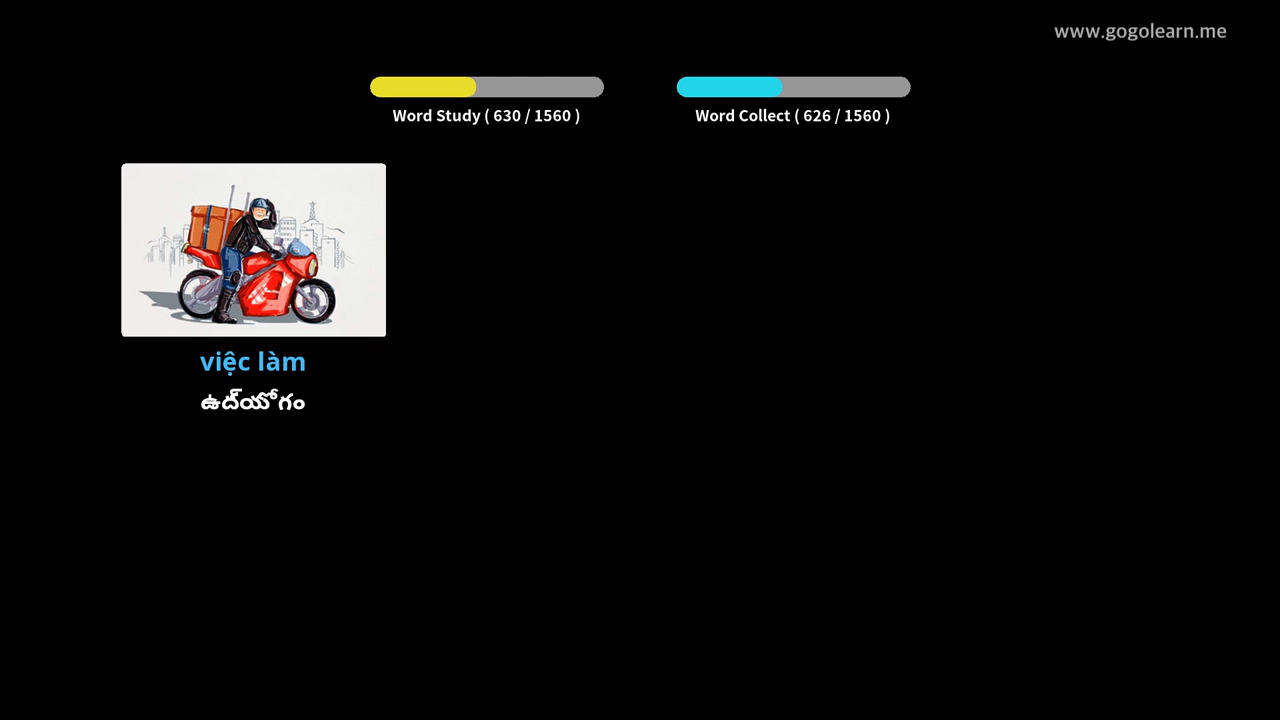 www.gogolearn.me
Word Study ( 630 / 1560 )
Word Collect ( 626 / 1560 )
việc làm
ఉద్యోగం